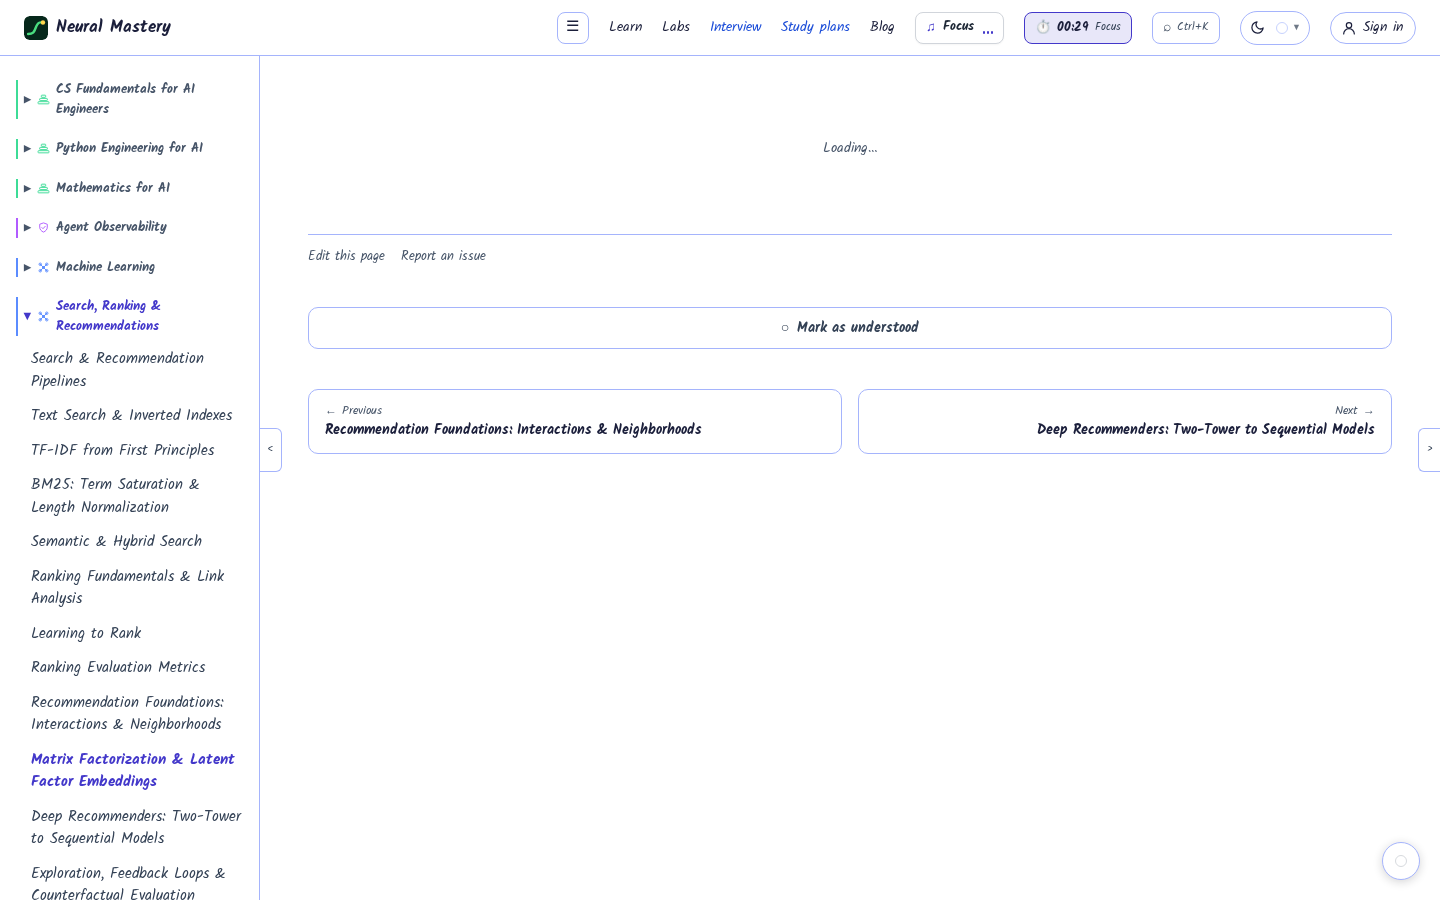 Neural Mastery
☰ Learn Labs Interview Study plans Blog ♫ Focus ... ⏱ 00:29 Focus ⌕ Ctrl+K ▾ Sign in
▶ CS Fundamentals for AI
Engineers
▶ Python Engineering for AI
▶ Mathematics for AI
▶ Agent Observability
▶ Machine Learning
▼ Search, Ranking &
Recommendations
Search & Recommendation
Pipelines
Text Search & Inverted Indexes
TF-IDF from First Principles
BM25: Term Saturation &
Length Normalization
Semantic & Hybrid Search
Ranking Fundamentals & Link
Analysis
Learning to Rank
Ranking Evaluation Metrics
Recommendation Foundations:
Interactions & Neighborhoods
Matrix Factorization & Latent
Factor Embeddings
Deep Recommenders: Two-Tower
to Sequential Models
Exploration, Feedback Loops &
Counterfactual Evaluation
<
Loading...
Edit this page Report an issue
○ Mark as understood
← Previous
Recommendation Foundations: Interactions & Neighborhoods
Next →
Deep Recommenders: Two-Tower to Sequential Models
>